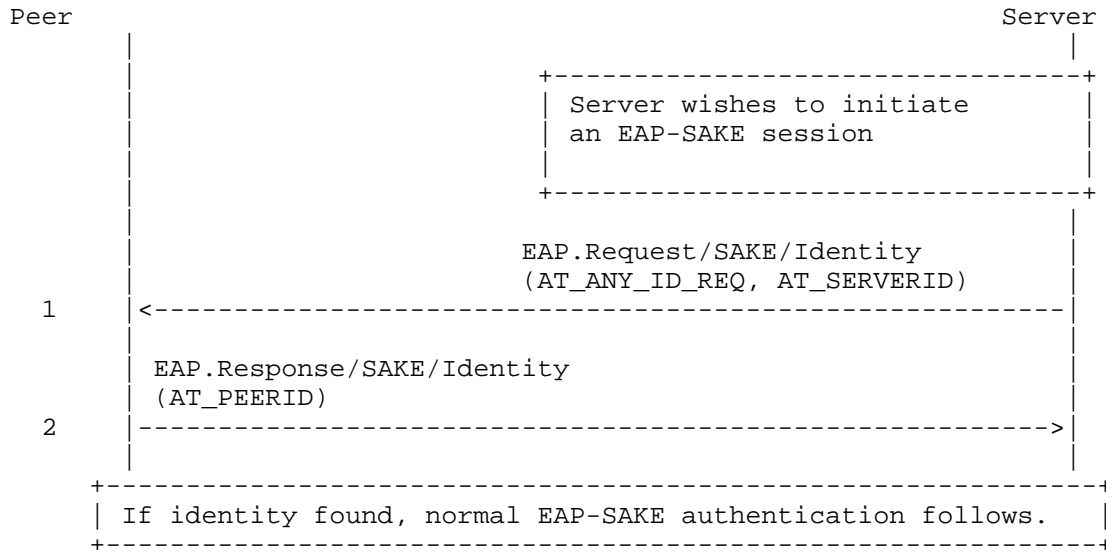 Peer Server
Server wishes to initiate
an EAP-SAKE session
EAP.Request/SAKE/Identity
(AT_ANY_ID_REQ, AT_SERVERID)
1
EAP.Response/SAKE/Identity
(AT_PEERID)
2
If identity found, normal EAP-SAKE authentication follows.